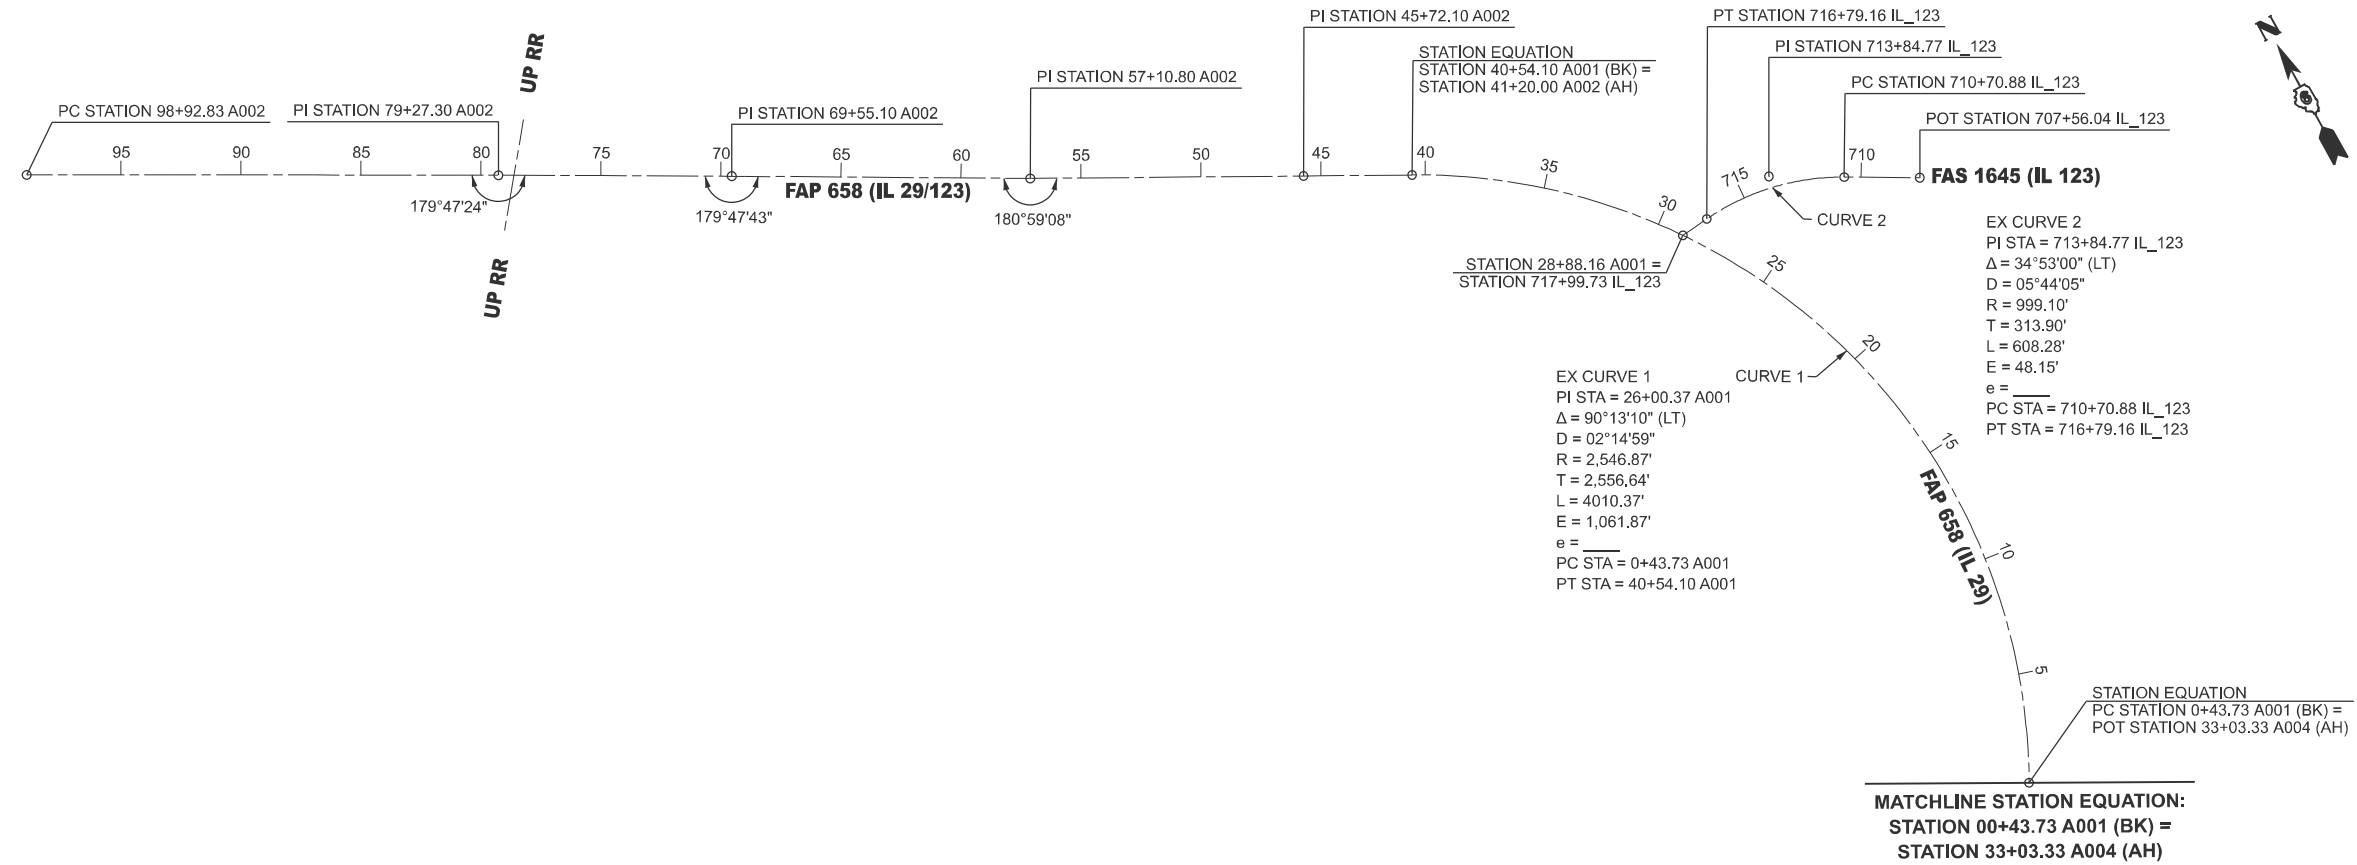 PI STATION 45+72.10 A002
PT STATION 716+79.16 IL_123
N
STATION EQUATION
STATION 40+54.10 A001 (BK) =
STATION 41+20.00 A002 (AH)
PI STATION 713+84.77 IL_123
UP RR
PI STATION 57+10.80 A002
PC STATION 710+70.88 IL_123
PC STATION 98+92.83 A002
PI STATION 79+27.30 A002
PI STATION 69+55.10 A002
POT STATION 707+56.04 IL_123
95
90
85
80
75
70
65
60
55
50
45
40
35
30
715
710
FAS 1645 (IL 123)
FAP 658 (IL 29/123)
179°47'24"
179°47'43"
180°59'08"
CURVE 2
UP RR
STATION 28+88.16 A001 =
STATION 717+99.73 IL_123
25
EX CURVE 2
PI STA = 713+84.77 IL_123
Δ = 34°53'00" (LT)
D = 05°44'05"
R = 999.10'
T = 313.90'
L = 608.28'
E = 48.15'
e = ____
PC STA = 710+70.88 IL_123
PT STA = 716+79.16 IL_123
20
CURVE 1
EX CURVE 1
PI STA = 26+00.37 A001
Δ = 90°13'10" (LT)
D = 02°14'59"
R = 2,546.87'
T = 2,556.64'
L = 4010.37'
E = 1,061.87'
e = ____
PC STA = 0+43.73 A001
PT STA = 40+54.10 A001
15
FAP 658 (IL 29)
10
5
STATION EQUATION
PC STATION 0+43.73 A001 (BK) =
POT STATION 33+03.33 A004 (AH)
MATCHLINE STATION EQUATION:
STATION 00+43.73 A001 (BK) =
STATION 33+03.33 A004 (AH)